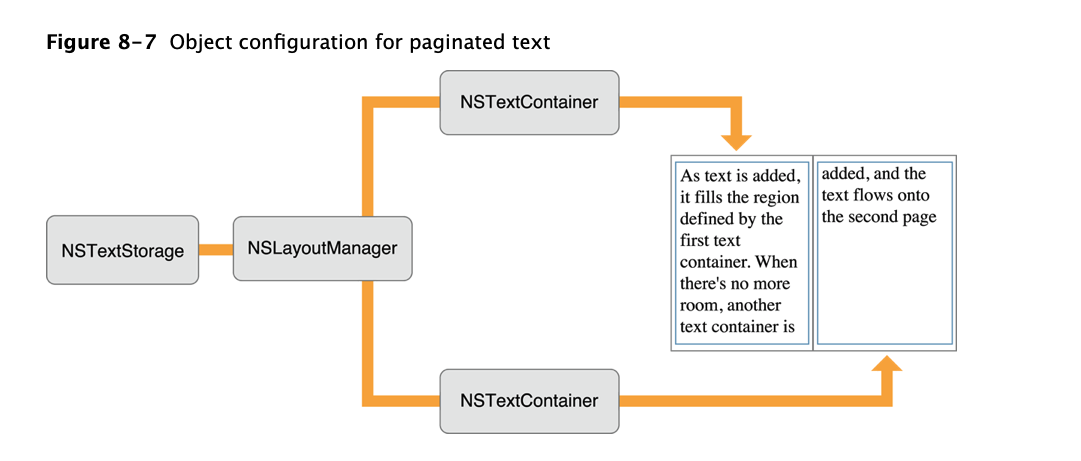 Figure 8-7 Object configuration for paginated text
NSTextContainer
NSTextStorage
NSLayoutManager
As text is added,
it fills the region
defined by the
first text
container. When
there's no more
room, another
text container is
added, and the
text flows onto
the second page
NSTextContainer